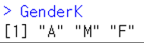 > GenderK
[1] "A" "M" "F"